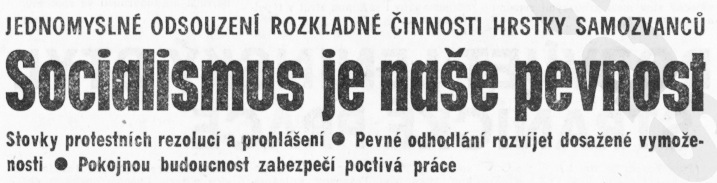 JEDNOMYSLNÉ ODSOUZENÍ ROZKLADNÉ ČINNOSTI HRSTKY SAMOZVANCŮ
Socialismus je naše pevnost
Stovky protestních rezolucí a prohlášení ● Pevné odhodlání rozvíjet dosažené vymože-
nosti ● Pokojnou budoucnost zabezpečí poctivá práce